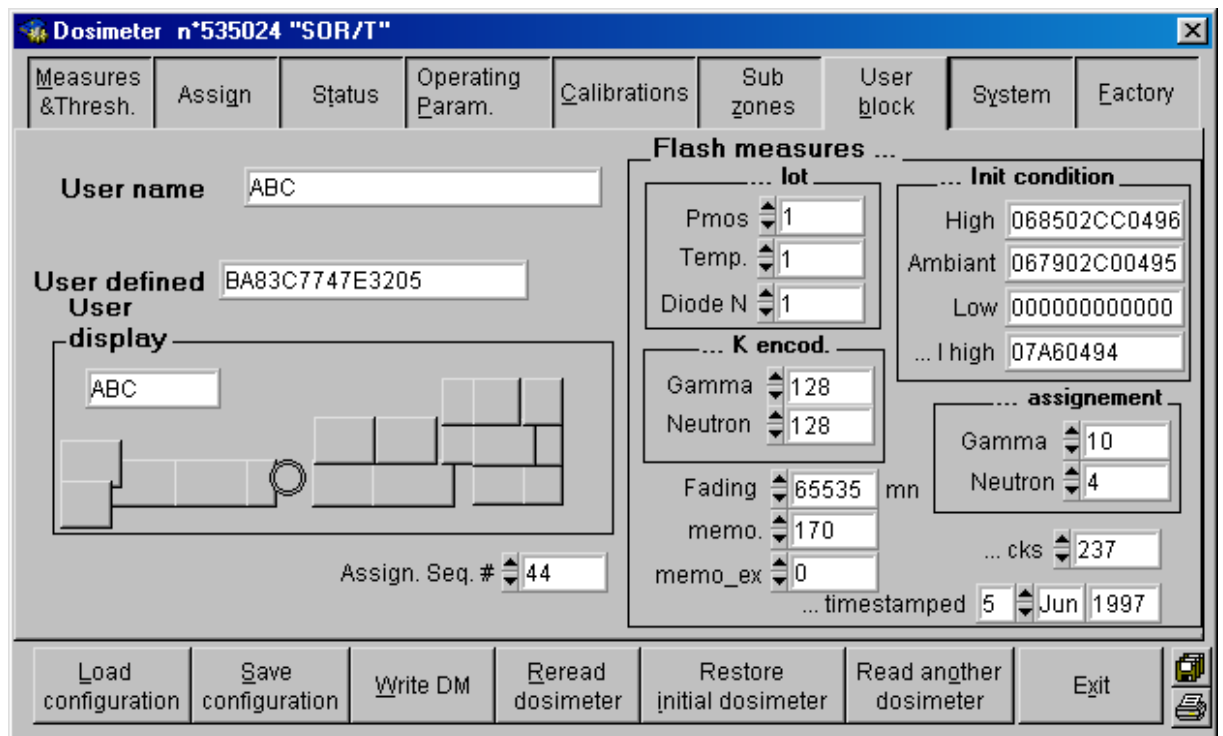 Dosimeter n*535024 "SOR/T"
Measures &Thresh.
Assign
Status
Operating Param.
Calibrations
Sub zones
User block
System
Factory
User name ABC
User defined BA83C7747E3205
User display
ABC
Assign. Seq. # 44
Flash measures ...
... lot
Pmos 1
Temp. 1
Diode N 1
... K encod.
Gamma 128
Neutron 128
Fading 65535 mn
memo. 170
memo_ex 0
... Init condition
High 068502CC0496
Ambiant 067902C00495
Low 000000000000
... I high 07A60494
... assignement
Gamma 10
Neutron 4
... cks 237
... timestamped 5 Jun 1997
Load configuration
Save configuration
Write DM
Reread dosimeter
Restore initial dosimeter
Read another dosimeter
Exit